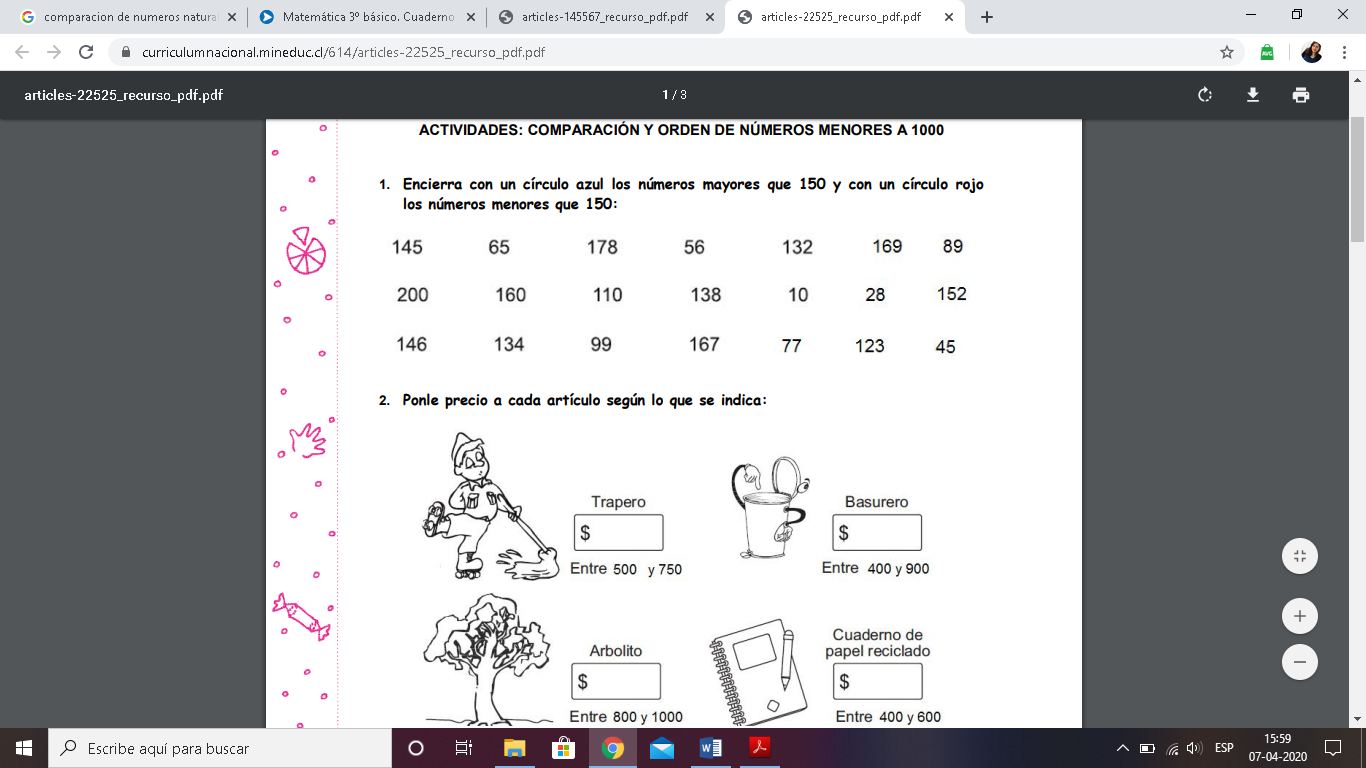 comparacion de numeros natura
Matemática 3º básico. Cuaderno
articles-145567_recurso_pdf.pdf
articles-22525_recurso_pdf.pdf
curriculumnacional.mineduc.cl/614/articles-22525_recurso_pdf.pdf
AVG
articles-22525_recurso_pdf.pdf
1 / 3
ACTIVIDADES: COMPARACIÓN Y ORDEN DE NÚMEROS MENORES A 1000
1. Encierra con un círculo azul los números mayores que 150 y con un círculo rojo
los números menores que 150:
145 65 178 56 132 169 89
200 160 110 138 10 28 152
146 134 99 167 77 123 45
2. Ponle precio a cada artículo según lo que se indica:
Trapero
$
Entre 500 y 750
Basurero
$
Entre 400 y 900
Arbolito
$
Entre 800 y 1000
Cuaderno de
papel reciclado
$
Entre 400 y 600
Escribe aquí para buscar
ESP
15:59
07-04-2020